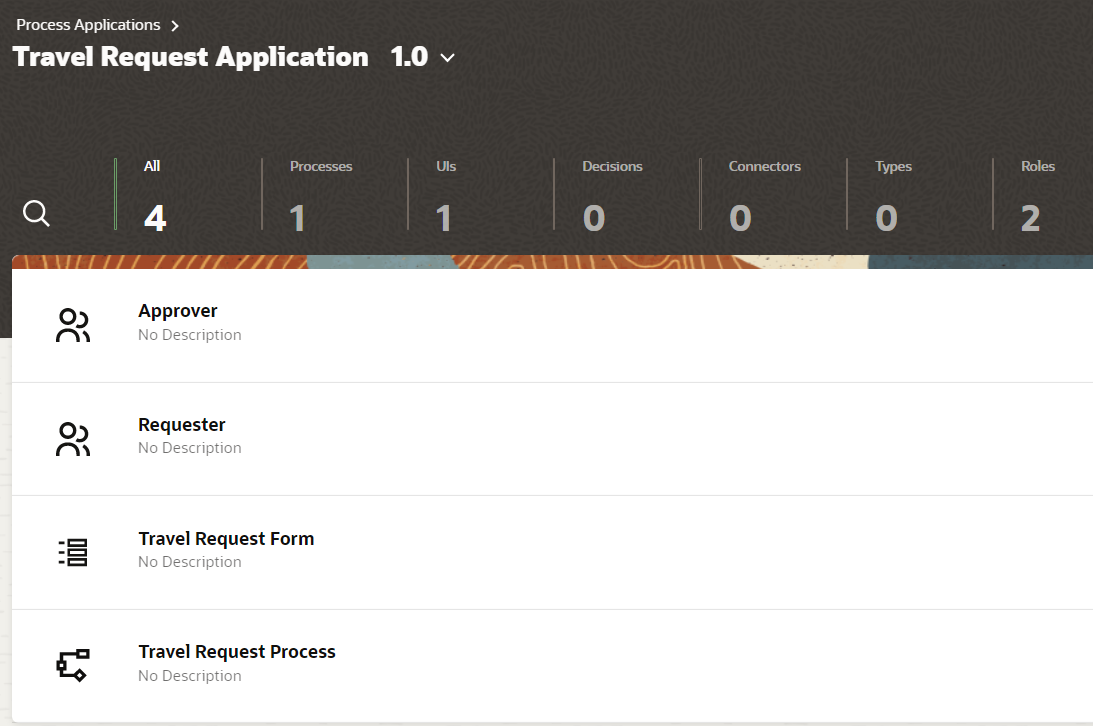 Process Applications
Travel Request Application 1.0
All Processes UIs Decisions Connectors Types Roles
4 1 1 0 0 0 2
Approver
No Description
Requester
No Description
Travel Request Form
No Description
Travel Request Process
No Description